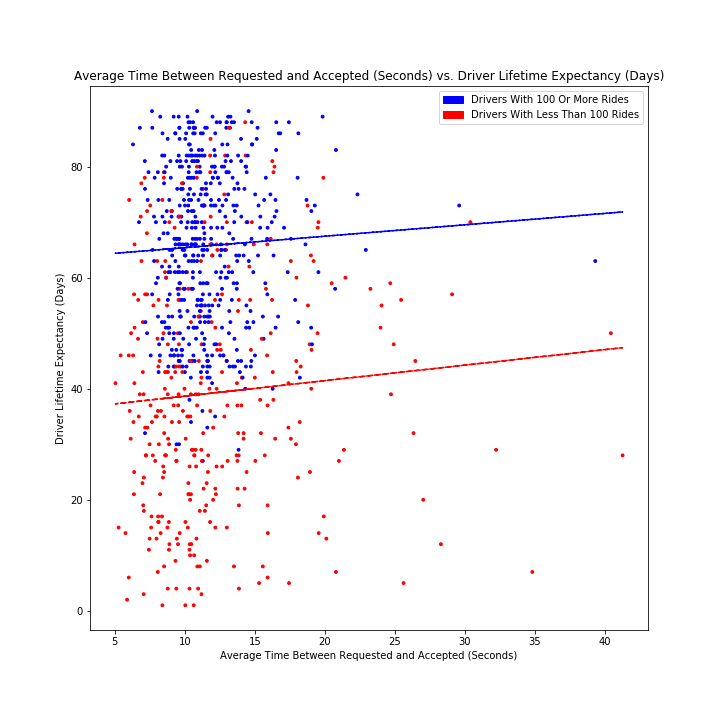 Average Time Between Requested and Accepted (Seconds) vs. Driver Lifetime Expectancy (Days)
Drivers With 100 Or More Rides
Drivers With Less Than 100 Rides
Driver Lifetime Expectancy (Days)
80
60
40
20
0
5
10
15
20
25
30
35
40
Average Time Between Requested and Accepted (Seconds)